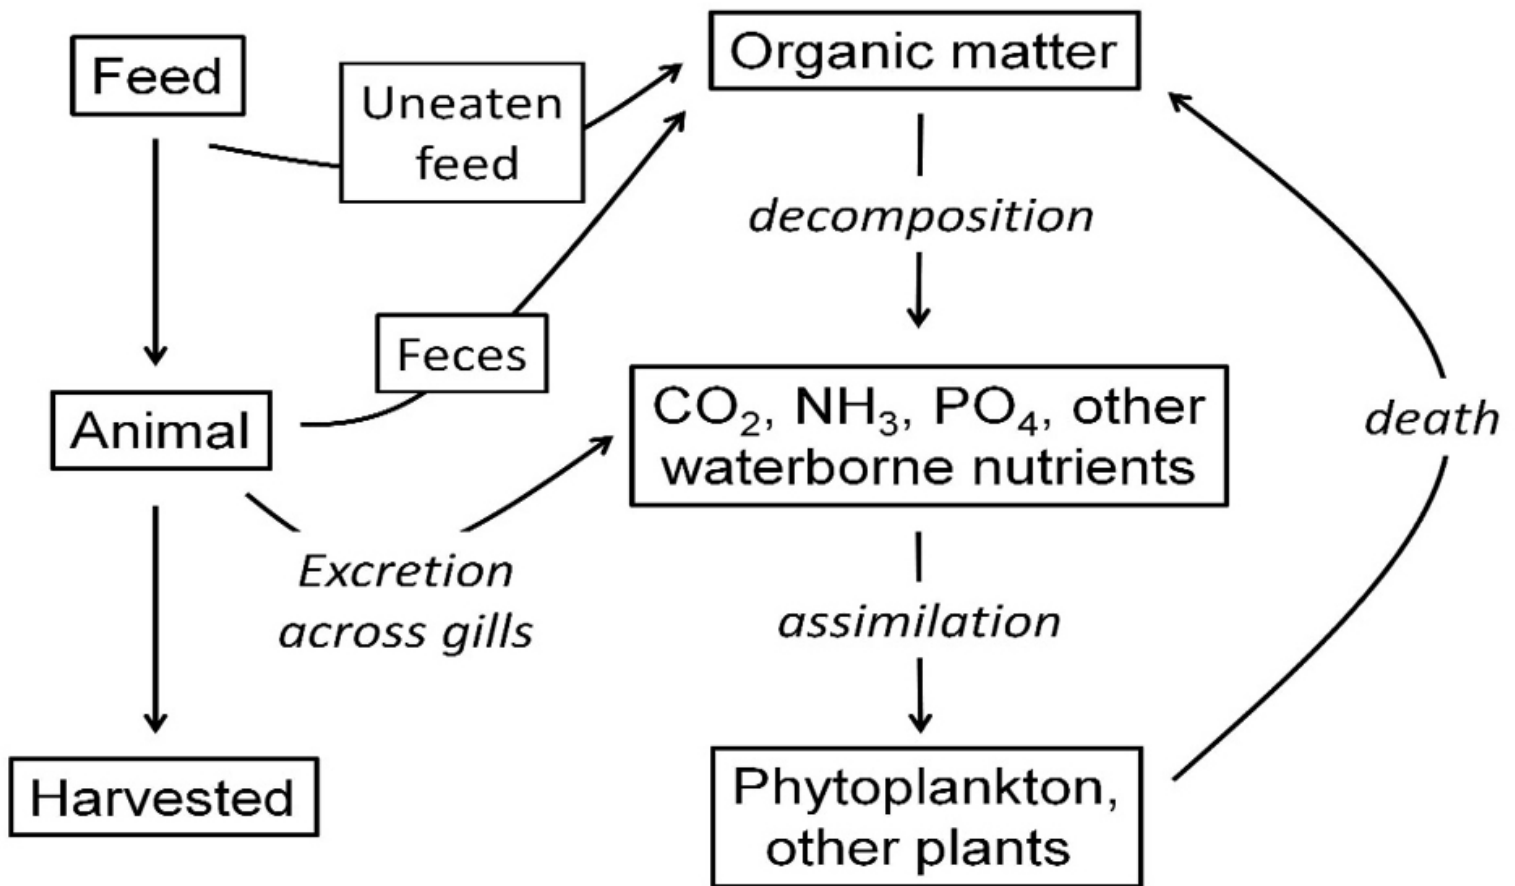 Feed
Uneaten
feed
Organic matter
decomposition
Feces
Animal
CO₂, NH₃, PO₄, other
waterborne nutrients
death
Excretion
across gills
assimilation
Harvested
Phytoplankton,
other plants